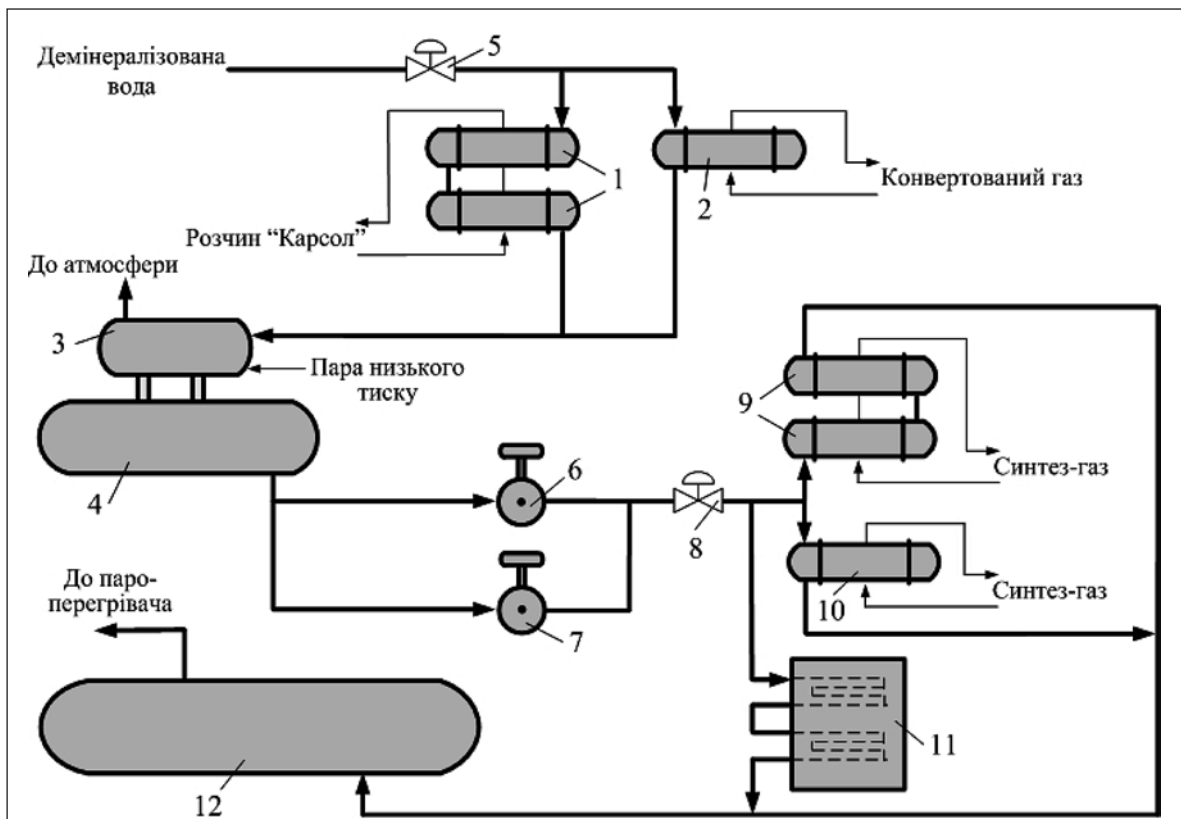 Демінералізована
вода
5
1
2
Конвертований газ
Розчин “Карсол”
До атмосфери
3
Пара низького
тиску
4
9
Синтез-газ
6
8
10
Синтез-газ
7
До паро-
перегрівача
11
12